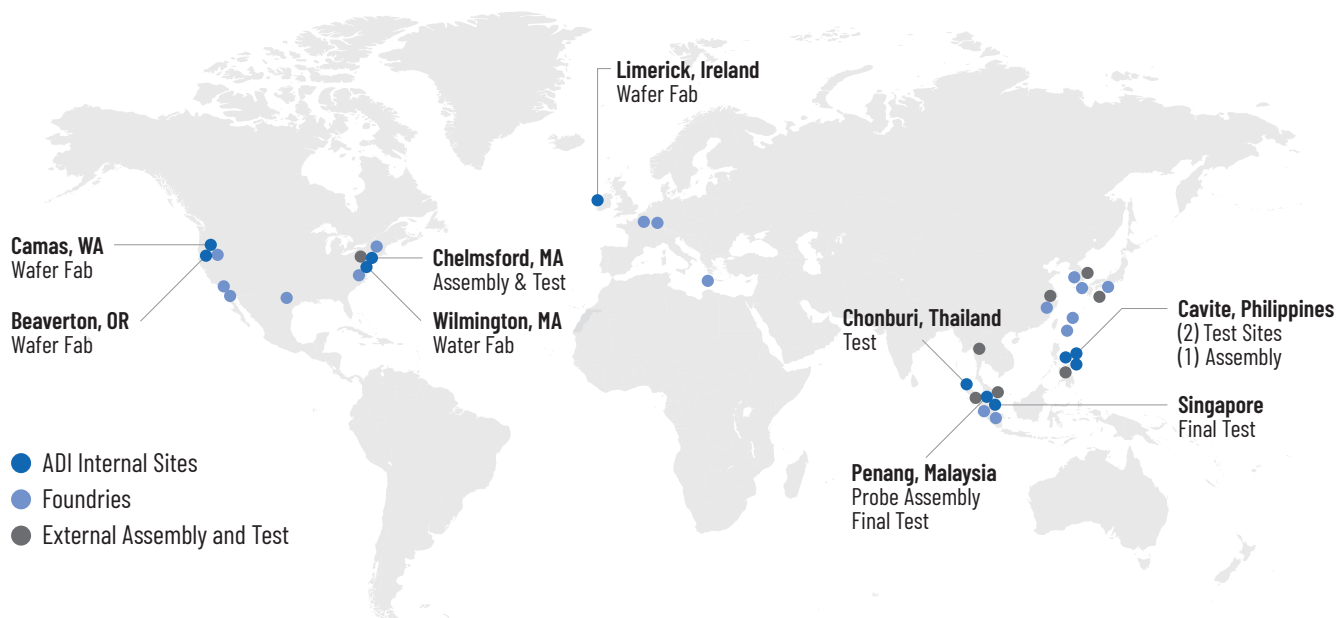 Limerick, Ireland
Wafer Fab
Camas, WA
Wafer Fab
Chelmsford, MA
Assembly & Test
Beaverton, OR
Wafer Fab
Wilmington, MA
Water Fab
Chonburi, Thailand
Test
Cavite, Philippines
(2) Test Sites
(1) Assembly
Singapore
Final Test
Penang, Malaysia
Probe Assembly
Final Test
ADI Internal Sites
Foundries
External Assembly and Test